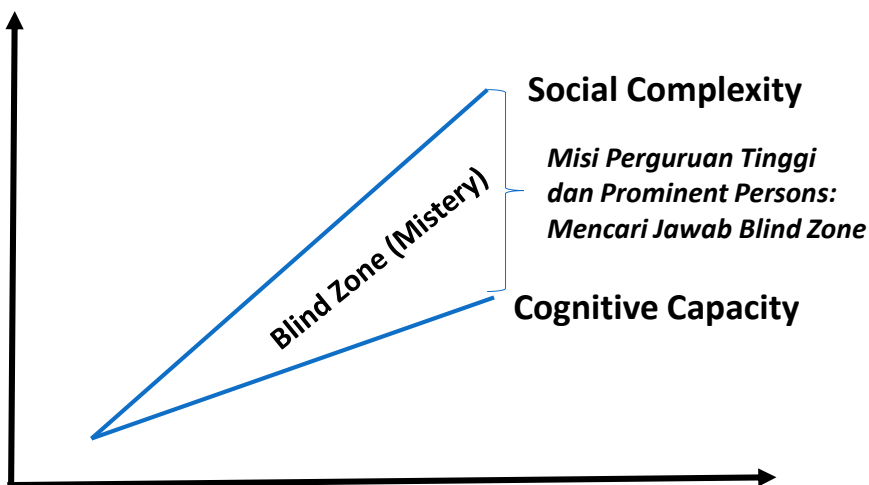 Social Complexity
Misi Perguruan Tinggi
dan Prominent Persons:
Mencari Jawab Blind Zone
Blind Zone (Mistery)
Cognitive Capacity